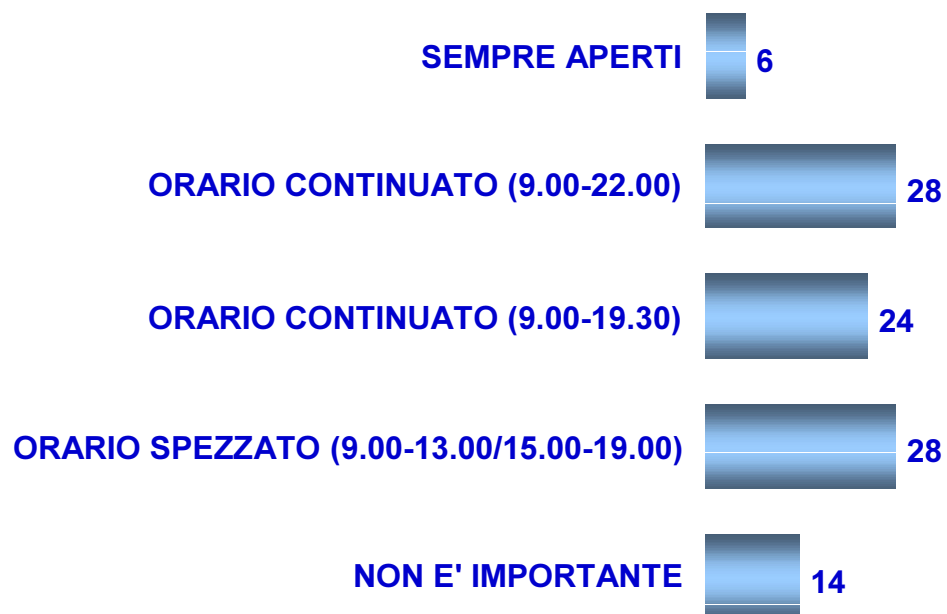 SEMPRE APERTI 6
ORARIO CONTINUATO (9.00-22.00) 28
ORARIO CONTINUATO (9.00-19.30) 24
ORARIO SPEZZATO (9.00-13.00/15.00-19.00) 28
NON E' IMPORTANTE 14